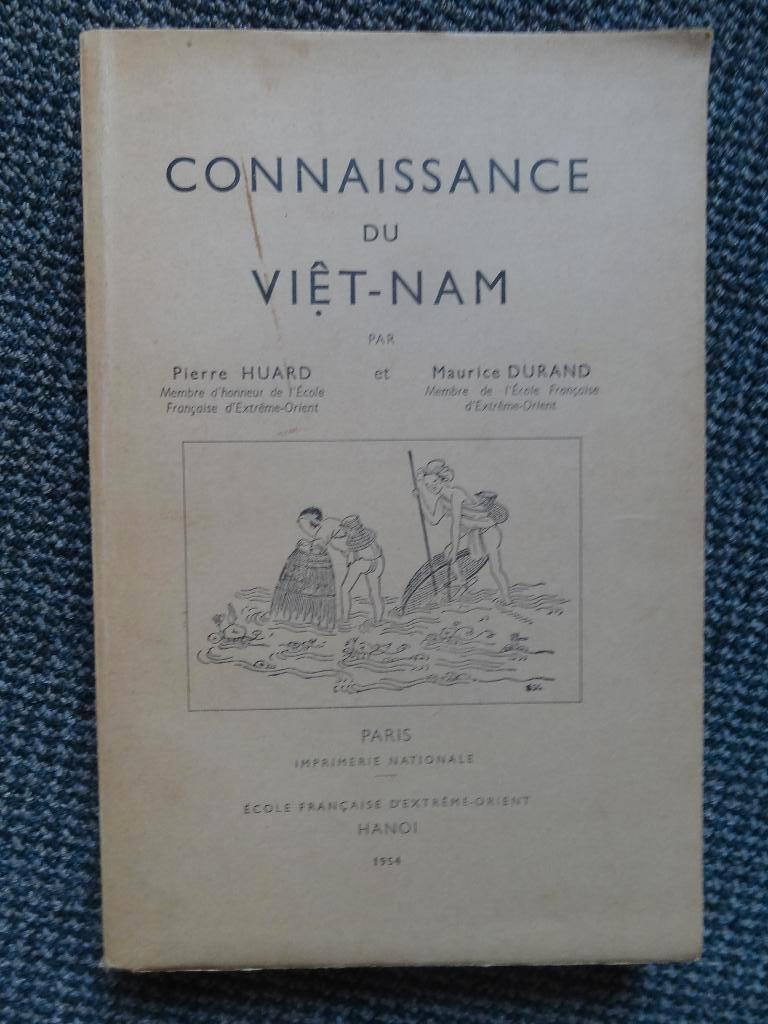 CONNAISSANCE
DU
VIỆT-NAM
PAR
Pierre HUARD et Maurice DURAND
Membre d'honneur de l'École Membre de l'École Française
Française d'Extrême-Orient d'Extrême-Orient
PARIS
IMPRIMERIE NATIONALE
ÉCOLE FRANÇAISE D'EXTRÊME-ORIENT
HANOI
1954